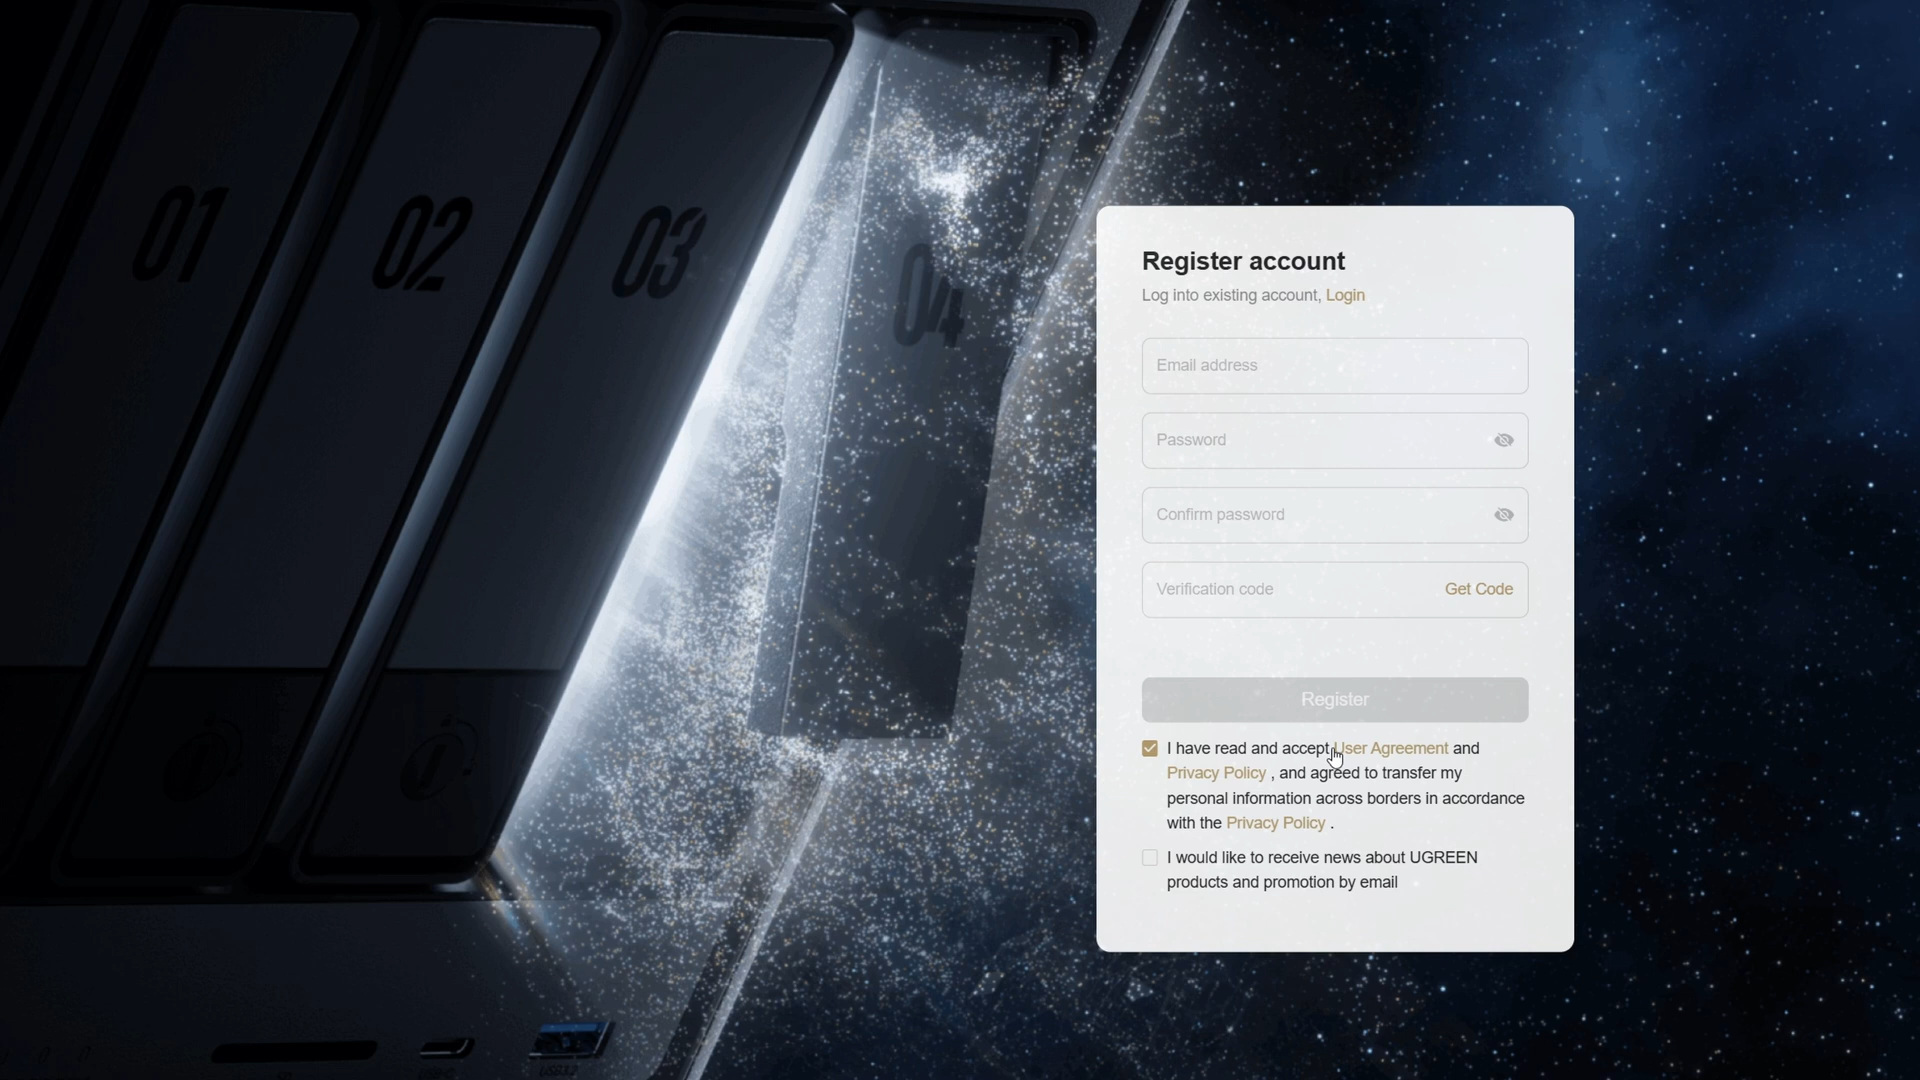 01
02
03
04
Register account
Log into existing account, Login
Email address
Password
Confirm password
Verification code Get Code
Register
I have read and accept User Agreement and
Privacy Policy , and agreed to transfer my
personal information across borders in accordance
with the Privacy Policy .
I would like to receive news about UGREEN
products and promotion by email